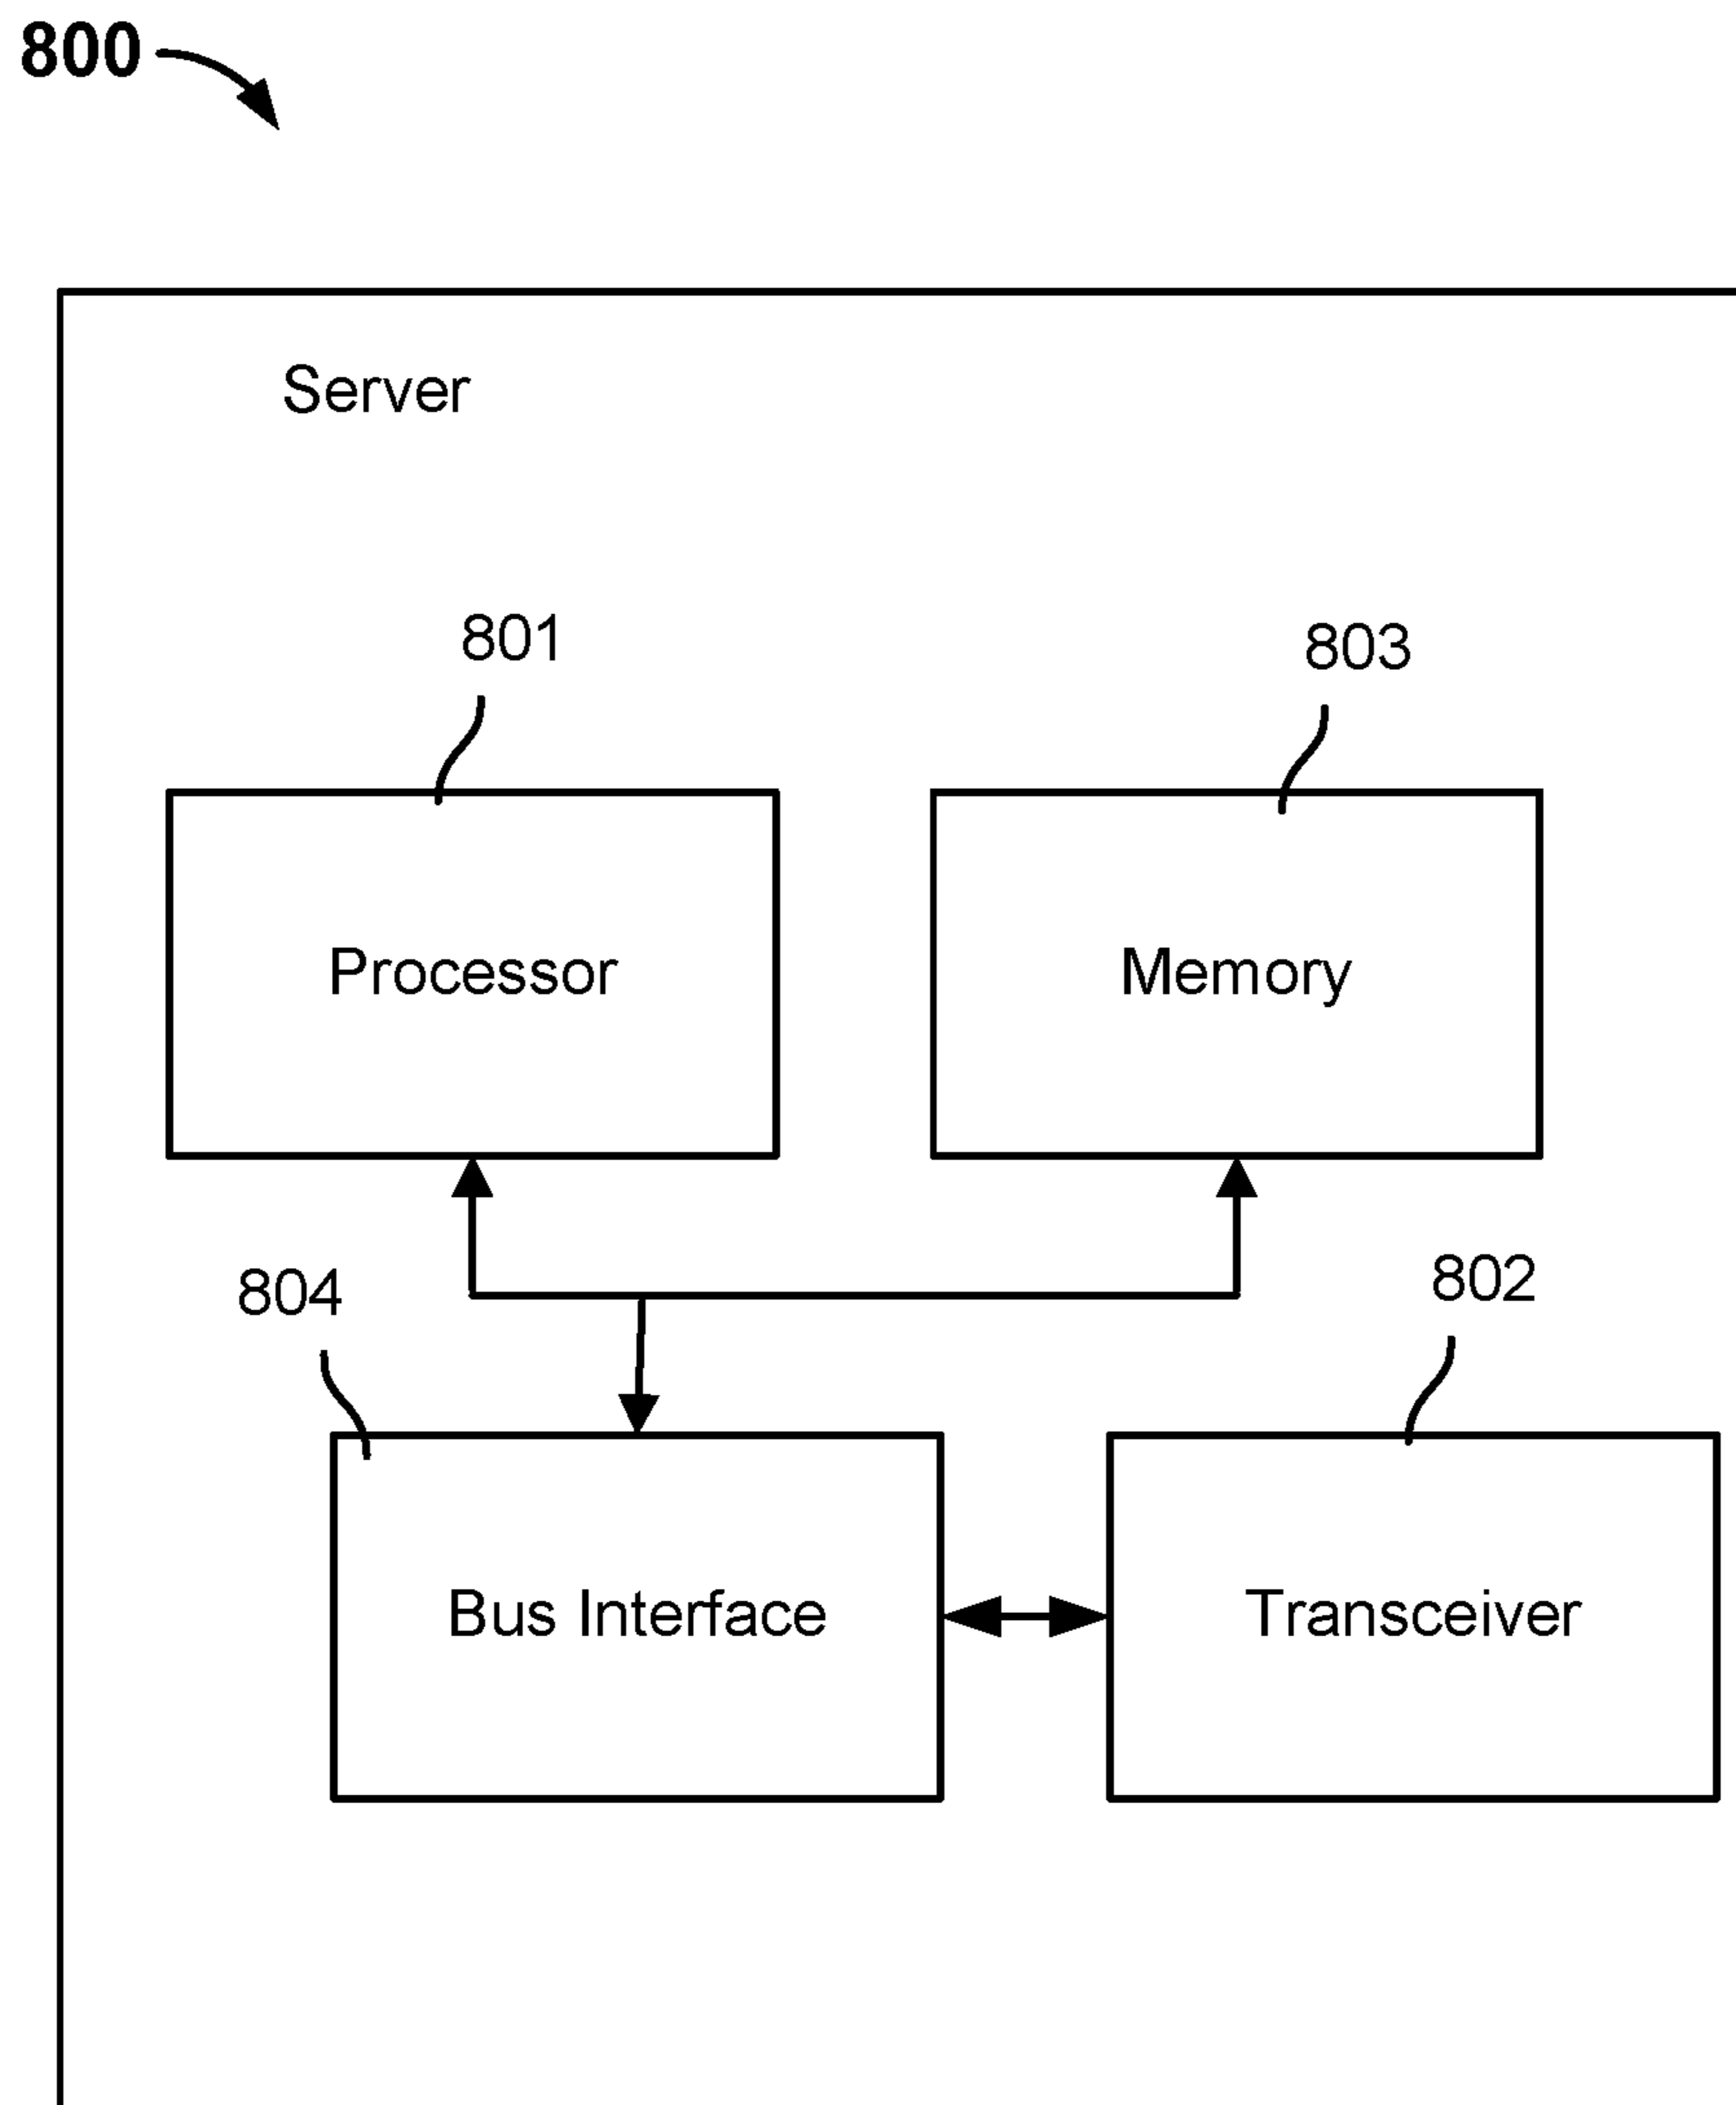 800
Server
801
803
Processor
Memory
804
802
Bus Interface
Transceiver